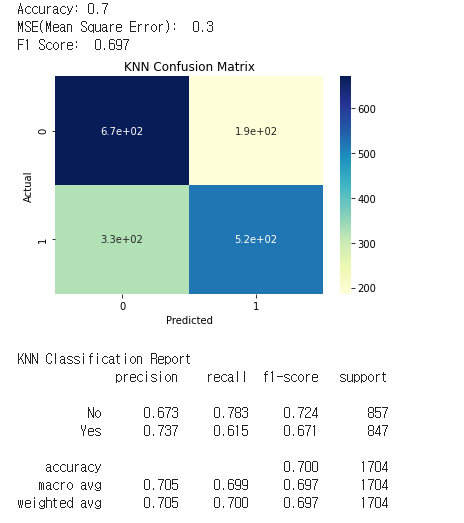 Accuracy: 0.7
MSE(Mean Square Error): 0.3
F1 Score: 0.697
KNN Confusion Matrix
6.7e+02 1.9e+02
3.3e+02 5.2e+02
0
1
Actual
0 1
Predicted
600
500
400
300
200
KNN Classification Report
precision recall f1-score support
No 0.673 0.783 0.724 857
Yes 0.737 0.615 0.671 847
accuracy 0.700 1704
macro avg 0.705 0.699 0.697 1704
weighted avg 0.705 0.700 0.697 1704